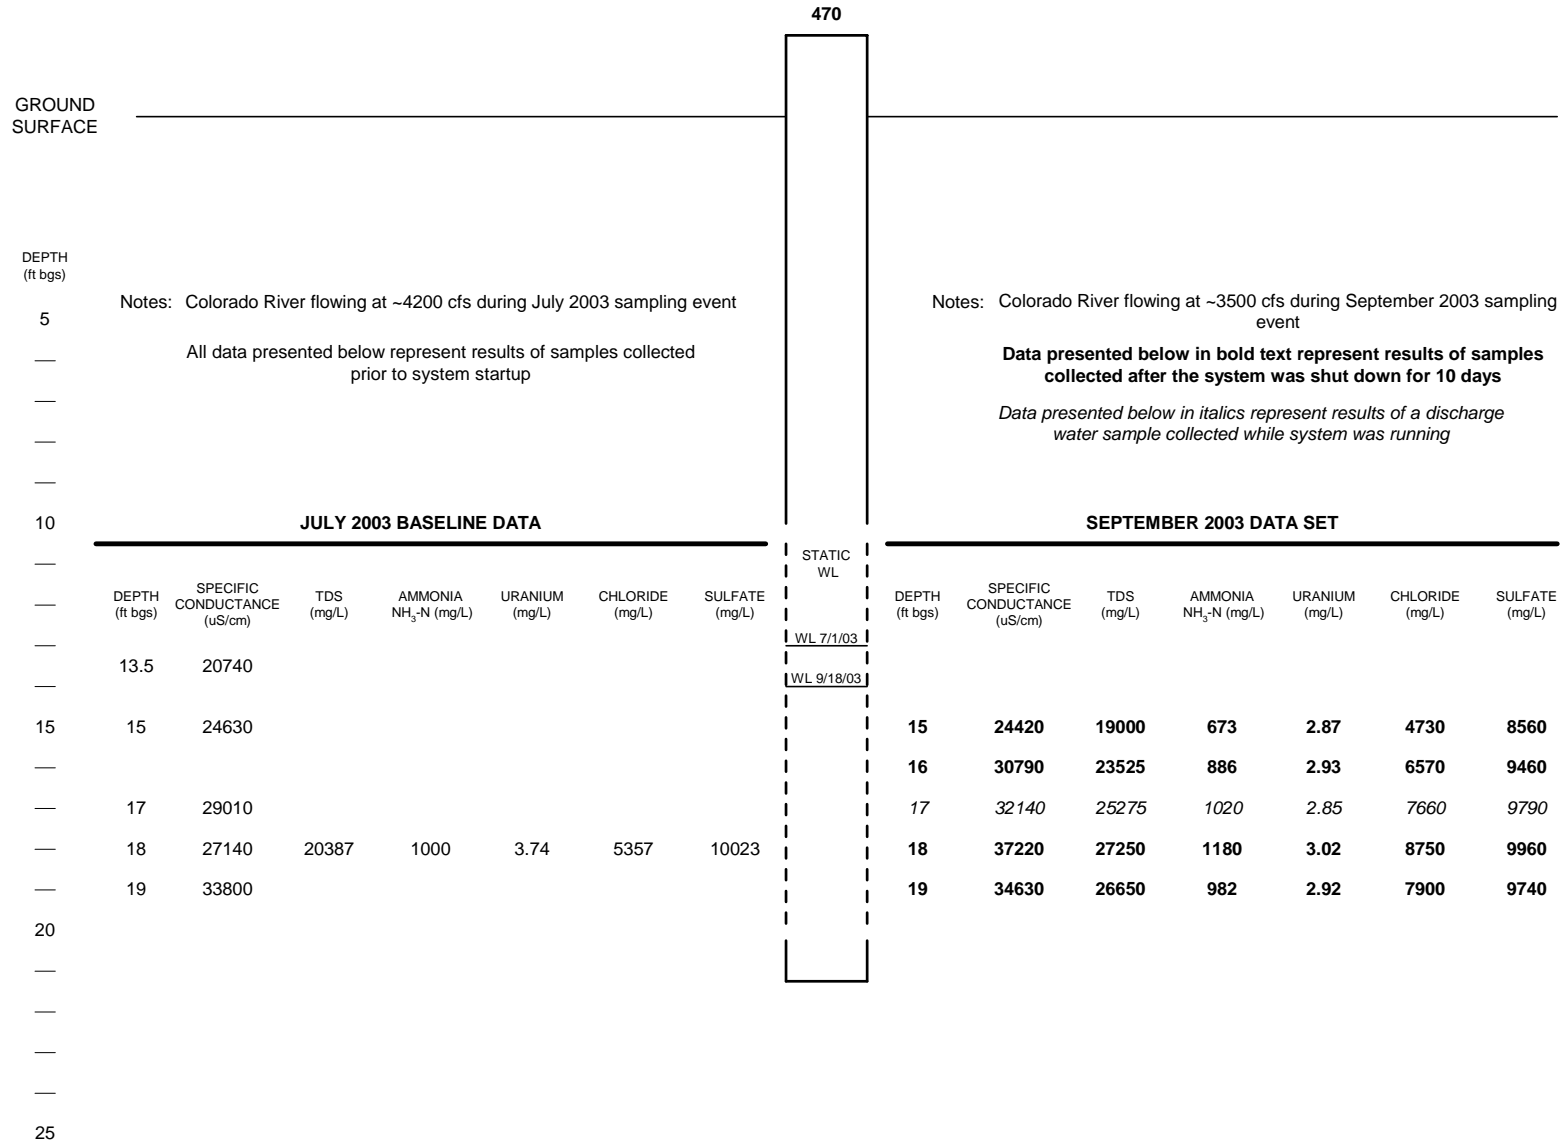 470
GROUND
SURFACE
DEPTH
(ft bgs)
Notes: Colorado River flowing at ~4200 cfs during July 2003 sampling event
All data presented below represent results of samples collected
prior to system startup
Notes: Colorado River flowing at ~3500 cfs during September 2003 sampling
event
Data presented below in bold text represent results of samples
collected after the system was shut down for 10 days
Data presented below in italics represent results of a discharge
water sample collected while system was running
5
10
JULY 2003 BASELINE DATA
SEPTEMBER 2003 DATA SET
STATIC
WL
DEPTH (ft bgs) SPECIFIC CONDUCTANCE (uS/cm) TDS (mg/L) AMMONIA NH3-N (mg/L) URANIUM (mg/L) CHLORIDE (mg/L) SULFATE (mg/L)
DEPTH (ft bgs) SPECIFIC CONDUCTANCE (uS/cm) TDS (mg/L) AMMONIA NH3-N (mg/L) URANIUM (mg/L) CHLORIDE (mg/L) SULFATE (mg/L)
WL 7/1/03
13.5 20740
WL 9/18/03
15 15 24630 15 24420 19000 673 2.87 4730 8560
16 30790 23525 886 2.93 6570 9460
17 29010 17 32140 25275 1020 2.85 7660 9790
18 27140 20387 1000 3.74 5357 10023 18 37220 27250 1180 3.02 8750 9960
19 33800 19 34630 26650 982 2.92 7900 9740
20
25